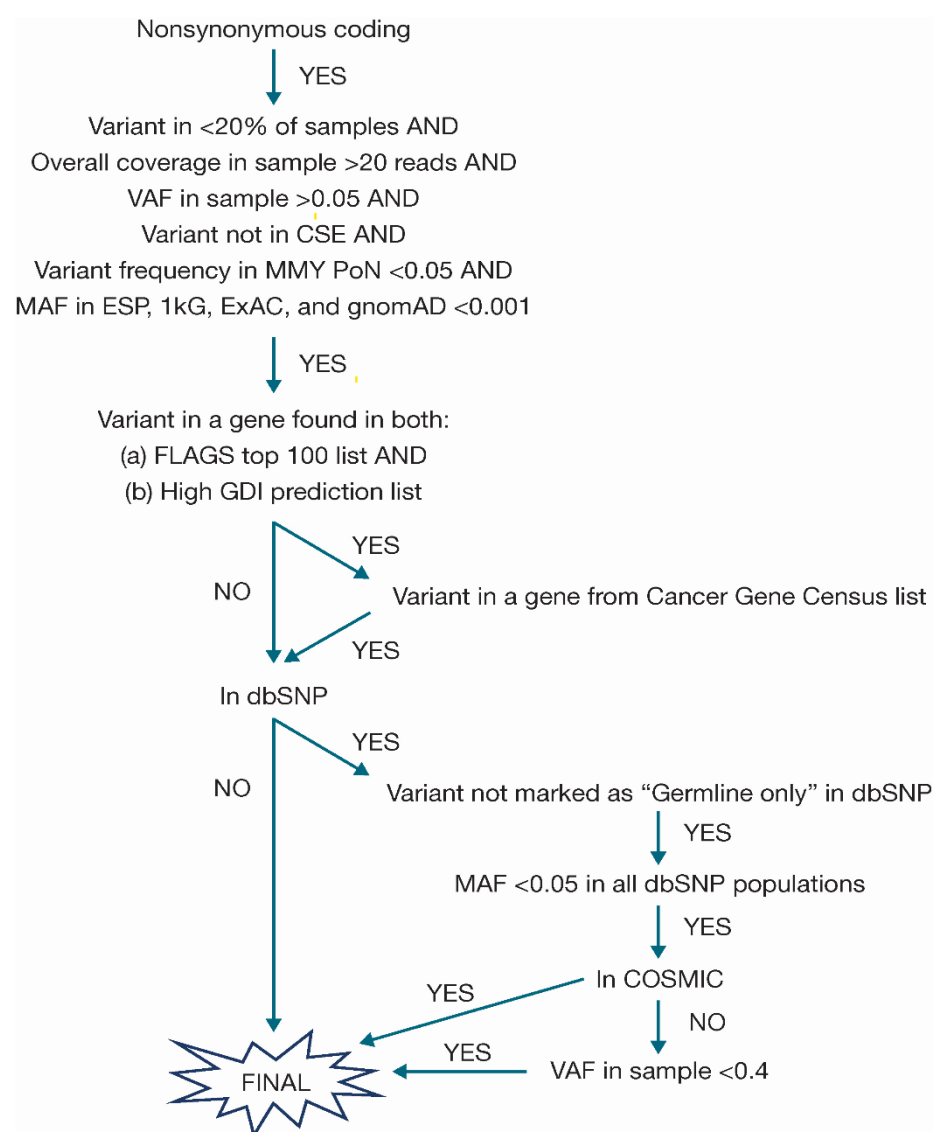 Nonsynonymous coding
YES
Variant in <20% of samples AND
Overall coverage in sample >20 reads AND
VAF in sample >0.05 AND
Variant not in CSE AND
Variant frequency in MMY PoN <0.05 AND
MAF in ESP, 1kG, ExAC, and gnomAD <0.001
YES
Variant in a gene found in both:
(a) FLAGS top 100 list AND
(b) High GDI prediction list
YES
NO
Variant in a gene from Cancer Gene Census list
YES
In dbSNP
YES
NO
Variant not marked as “Germline only” in dbSNP
YES
MAF <0.05 in all dbSNP populations
YES
In COSMIC
YES
NO
YES
VAF in sample <0.4
FINAL